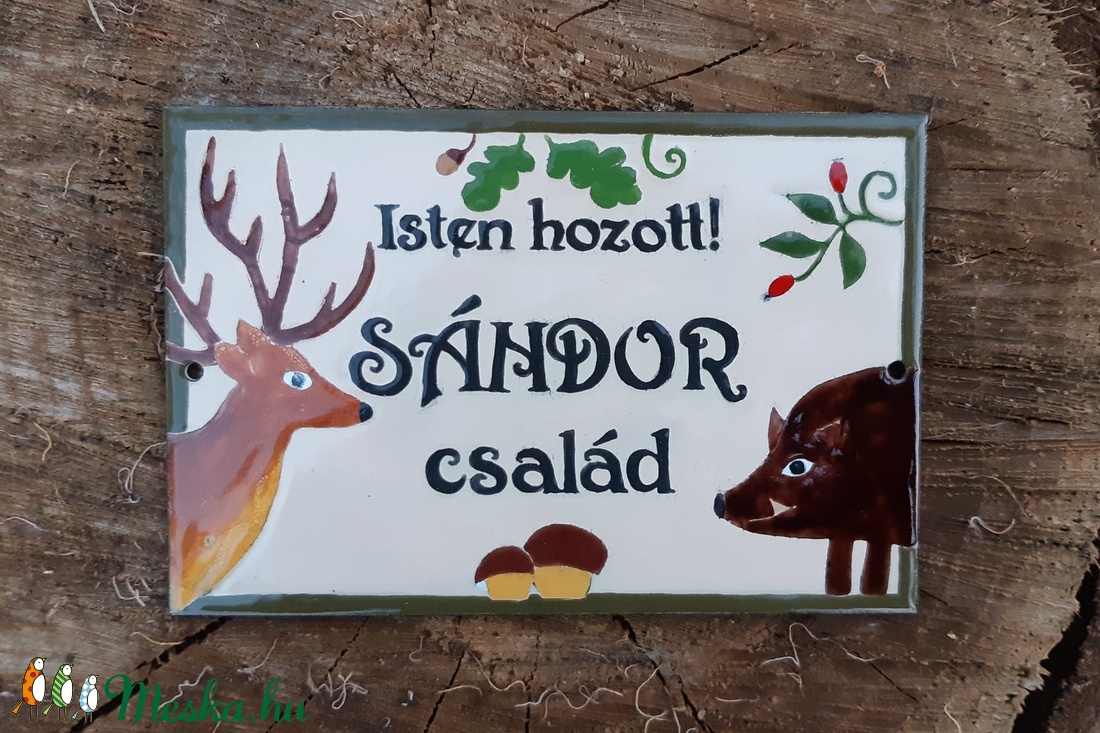 Isten hozott!
SÁNDOR
család
Meska.hu